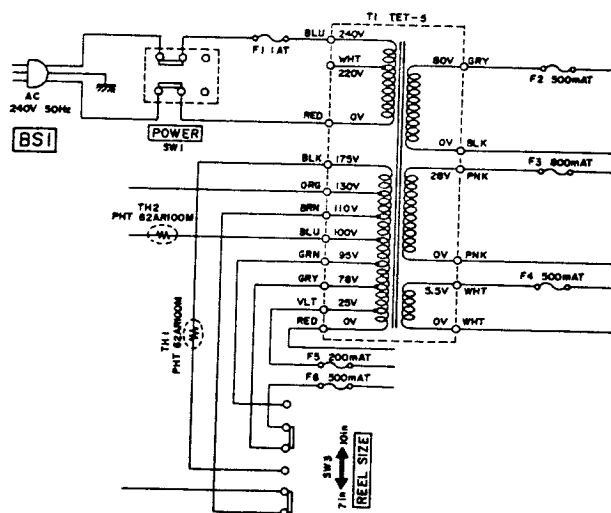 T1 TET-5
F1 1AT
BLU 240V
WHT
220V
RED 0V
AC
240V 50Hz
BS1
POWER
SW1
80V GRY
F2 500mAT
0V BLK
F3 800mAT
28V PNK
0V PNK
F4 500mAT
5.5V WHT
0V WHT
BLK 175V
ORG 130V
BRN 110V
BLU 100V
GRN 95V
GRY 78V
VLT 25V
RED 0V
TH2
PHT 62AR100M
TH1
PHT 62AR100M
F5 200mAT
F6 500mAT
7in 10in
SW3
REEL SIZE